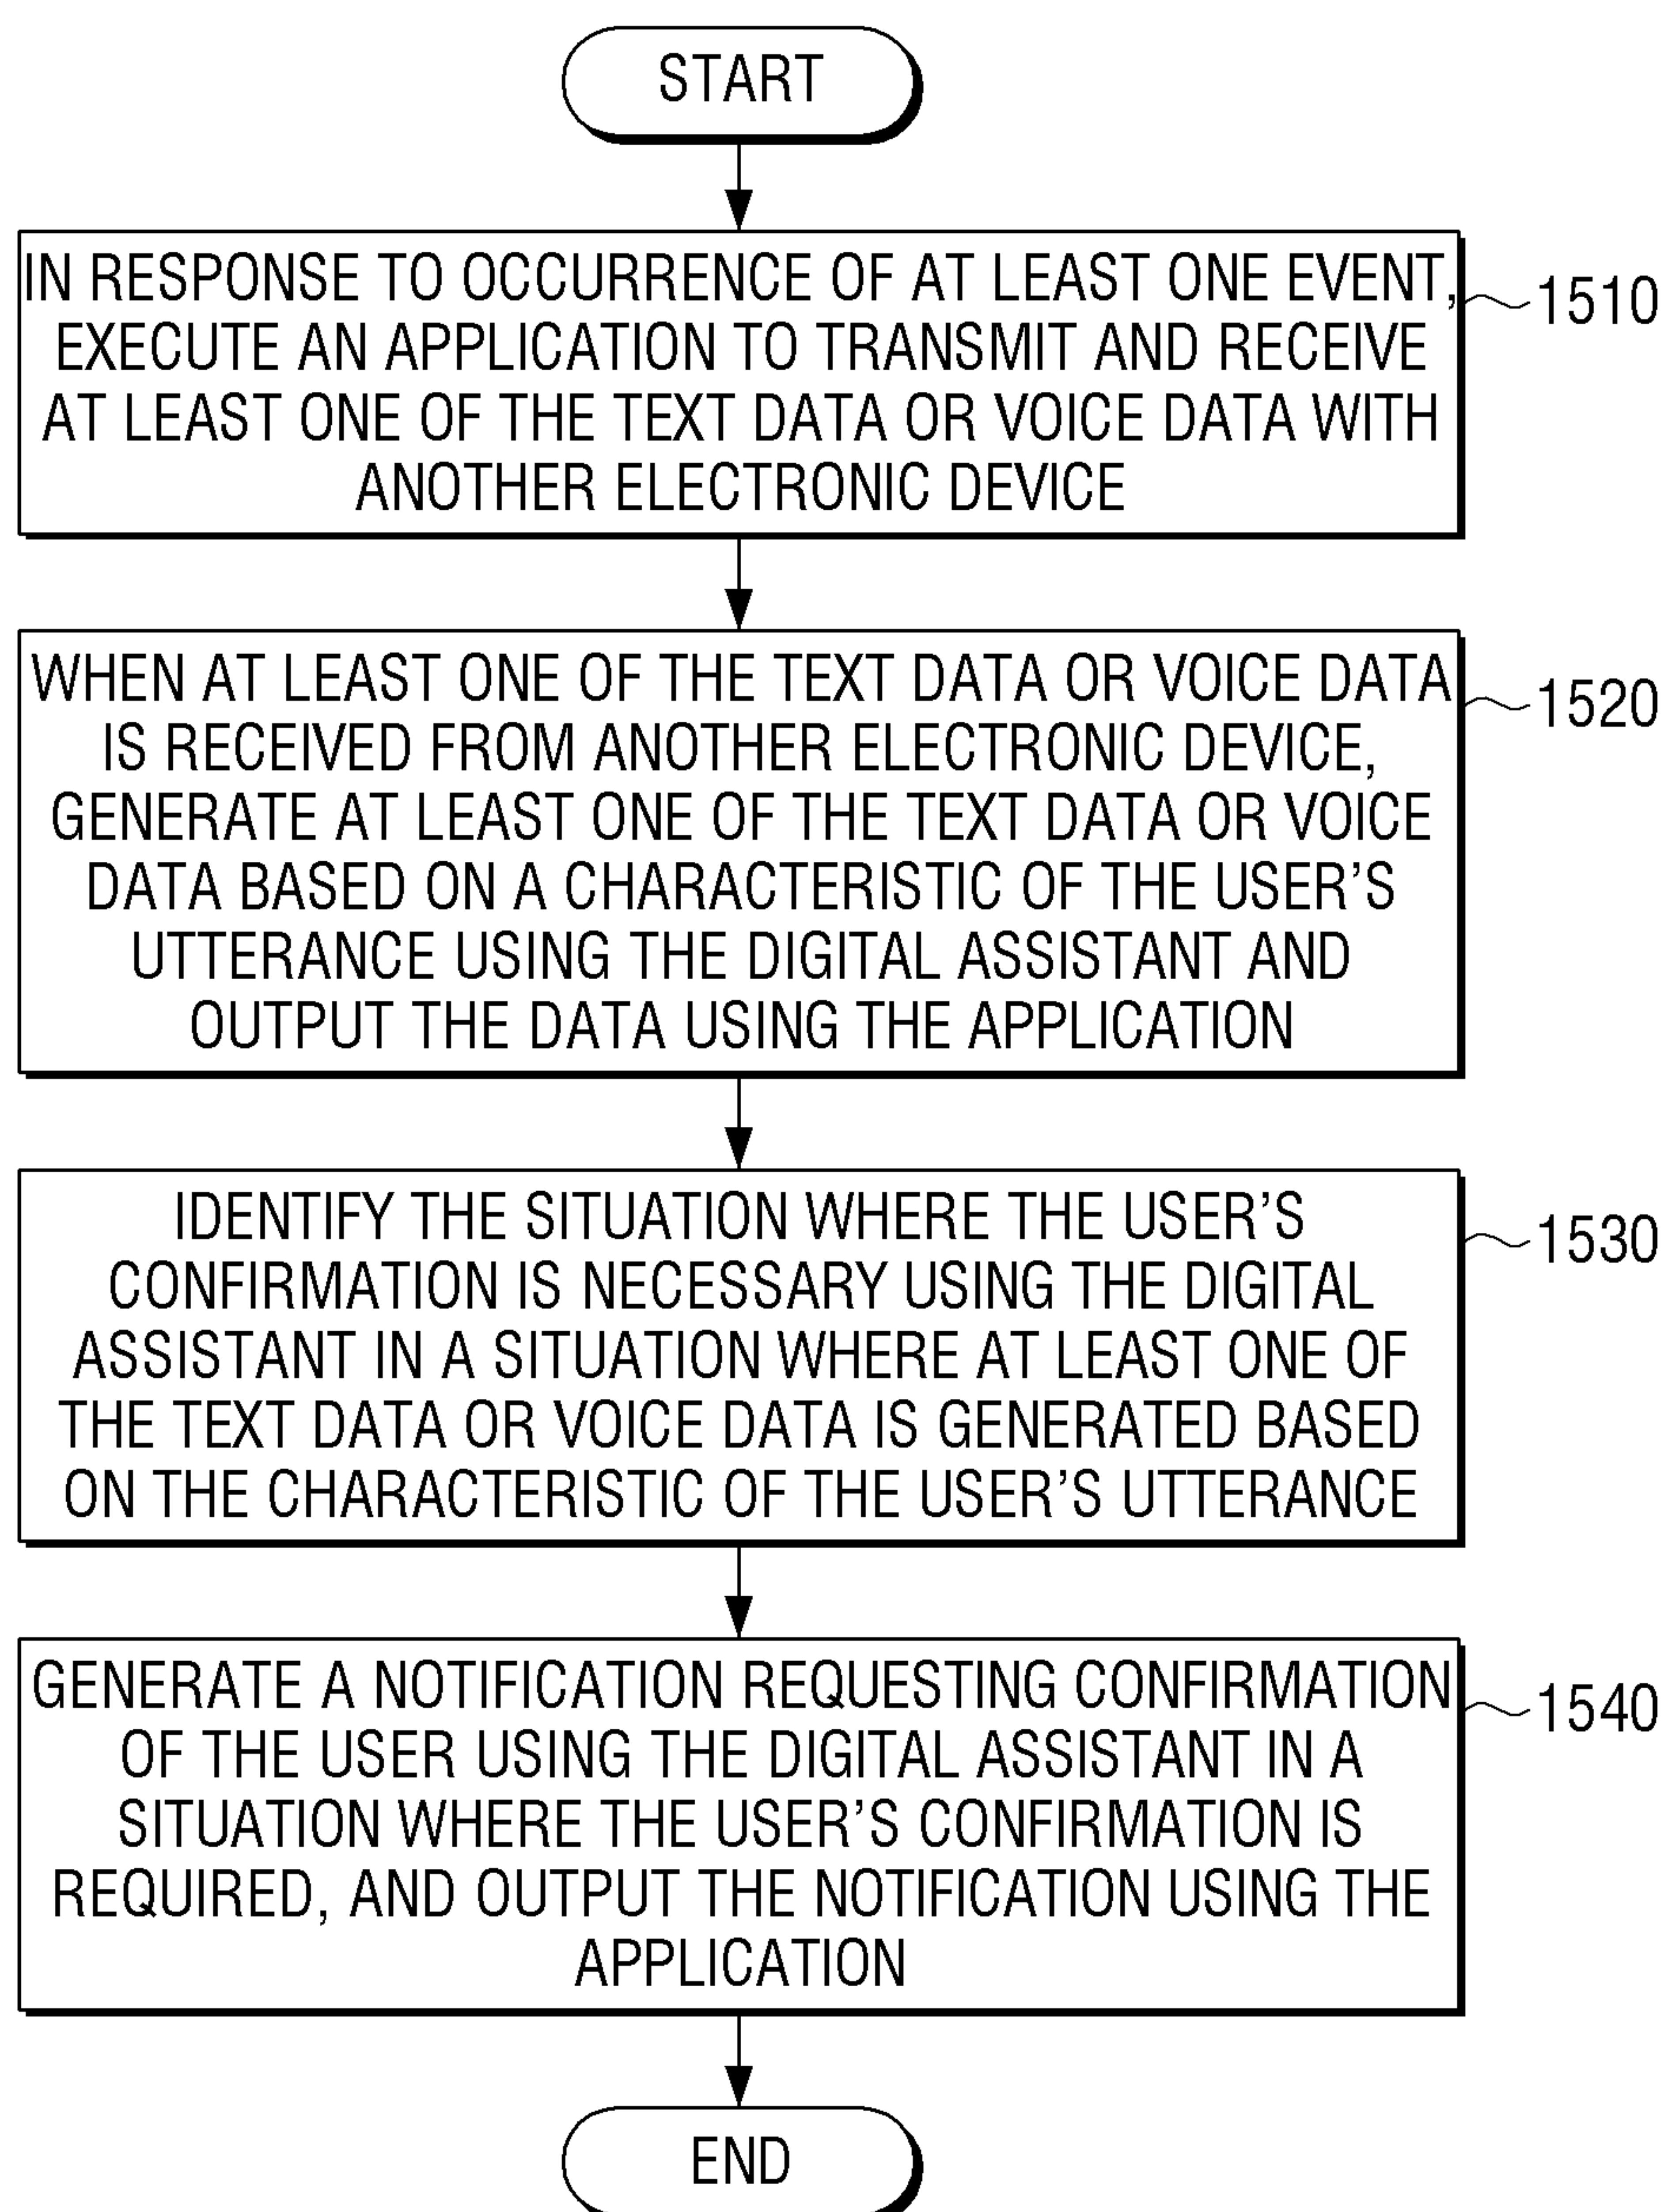 START
IN RESPONSE TO OCCURRENCE OF AT LEAST ONE EVENT,
EXECUTE AN APPLICATION TO TRANSMIT AND RECEIVE
AT LEAST ONE OF THE TEXT DATA OR VOICE DATA WITH
ANOTHER ELECTRONIC DEVICE
1510
WHEN AT LEAST ONE OF THE TEXT DATA OR VOICE DATA
IS RECEIVED FROM ANOTHER ELECTRONIC DEVICE,
GENERATE AT LEAST ONE OF THE TEXT DATA OR VOICE
DATA BASED ON A CHARACTERISTIC OF THE USER'S
UTTERANCE USING THE DIGITAL ASSISTANT AND
OUTPUT THE DATA USING THE APPLICATION
1520
IDENTIFY THE SITUATION WHERE THE USER'S
CONFIRMATION IS NECESSARY USING THE DIGITAL
ASSISTANT IN A SITUATION WHERE AT LEAST ONE OF
THE TEXT DATA OR VOICE DATA IS GENERATED BASED
ON THE CHARACTERISTIC OF THE USER'S UTTERANCE
1530
GENERATE A NOTIFICATION REQUESTING CONFIRMATION
OF THE USER USING THE DIGITAL ASSISTANT IN A
SITUATION WHERE THE USER'S CONFIRMATION IS
REQUIRED, AND OUTPUT THE NOTIFICATION USING THE
APPLICATION
1540
END